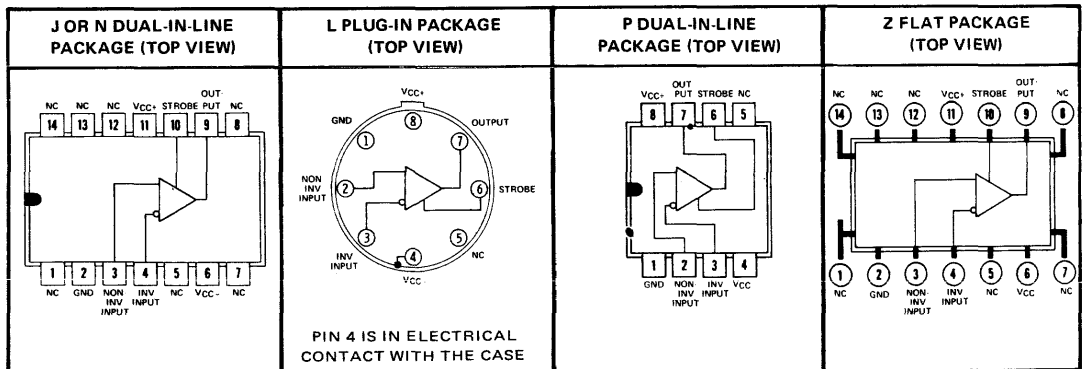 J OR N DUAL-IN-LINE
PACKAGE (TOP VIEW)
NC NC NC VCC+ STROBE OUT-
PUT NC
14 13 12 11 10 9 8
1 2 3 4 5 6 7
NC GND NON
INV
INPUT INV
INPUT NC VCC- NC
L PLUG-IN PACKAGE
(TOP VIEW)
VCC+
8
GND
1
OUTPUT
7
NON
INV
INPUT
2
6
STROBE
3
INV
INPUT
5
NC
4
VCC-
PIN 4 IS IN ELECTRICAL
CONTACT WITH THE CASE
P DUAL-IN-LINE
PACKAGE (TOP VIEW)
VCC+ OUT
PUT STROBE NC
8 7 6 5
1 2 3 4
GND NON-
INV
INPUT INV
INPUT VCC
Z FLAT PACKAGE
(TOP VIEW)
NC NC NC VCC+ STROBE OUT-
PUT NC
14 13 12 11 10 9 8
1 2 3 4 5 6 7
NC GND NON-
INV
INPUT INV
INPUT NC VCC NC